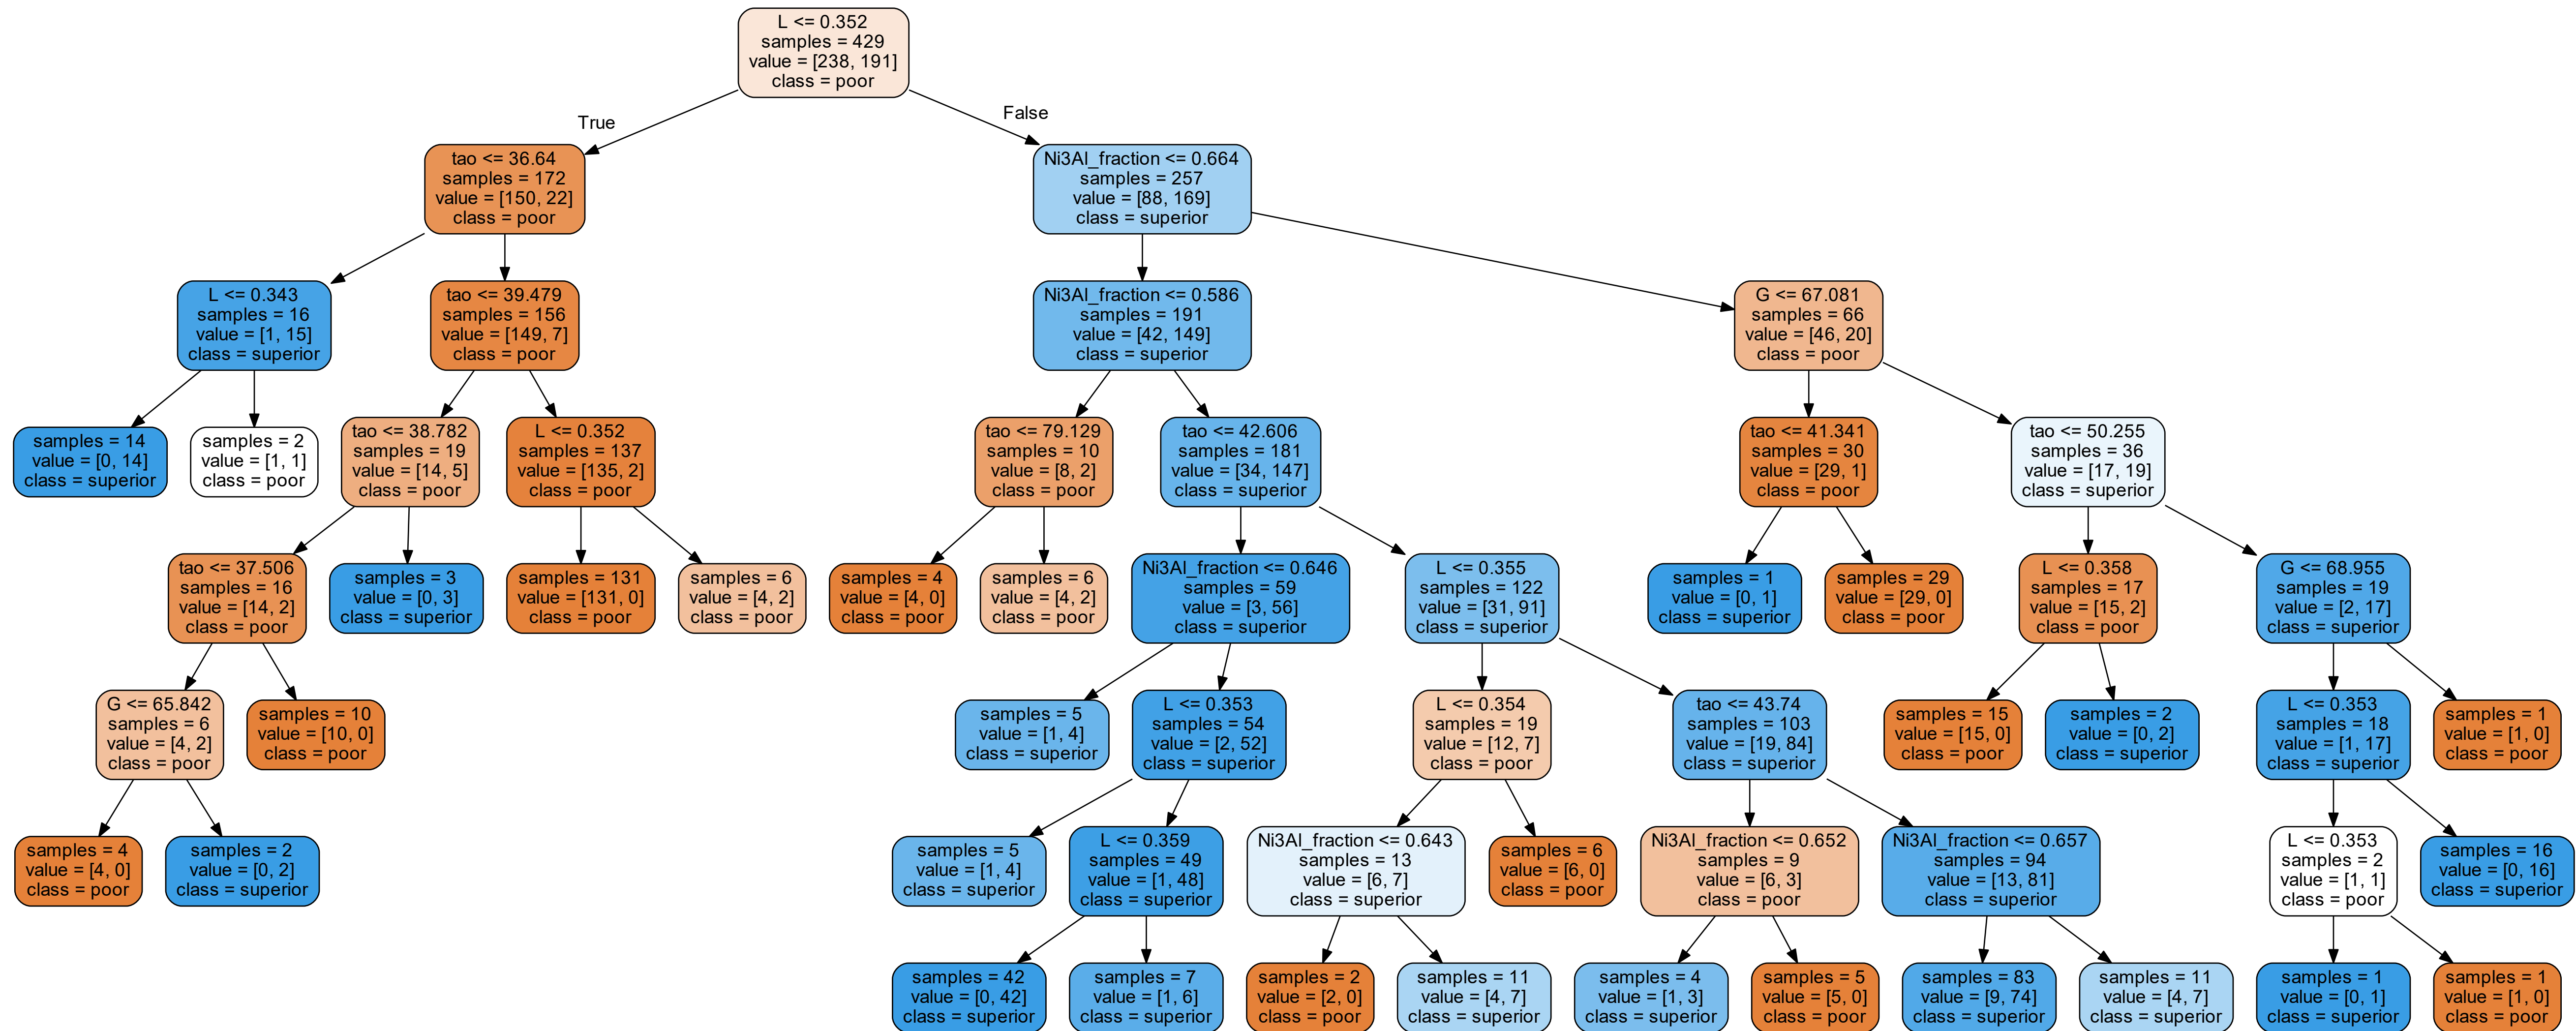 L <= 0.352
samples = 429
value = [238, 191]
class = poor
True
False
tao <= 36.64
samples = 172
value = [150, 22]
class = poor
Ni3Al_fraction <= 0.664
samples = 257
value = [88, 169]
class = superior
L <= 0.343
samples = 16
value = [1, 15]
class = superior
tao <= 39.479
samples = 156
value = [149, 7]
class = poor
Ni3Al_fraction <= 0.586
samples = 191
value = [42, 149]
class = superior
G <= 67.081
samples = 66
value = [46, 20]
class = poor
samples = 14
value = [0, 14]
class = superior
samples = 2
value = [1, 1]
class = poor
tao <= 38.782
samples = 19
value = [14, 5]
class = poor
L <= 0.352
samples = 137
value = [135, 2]
class = poor
tao <= 79.129
samples = 10
value = [8, 2]
class = poor
tao <= 42.606
samples = 181
value = [34, 147]
class = superior
tao <= 41.341
samples = 30
value = [29, 1]
class = poor
tao <= 50.255
samples = 36
value = [17, 19]
class = superior
tao <= 37.506
samples = 16
value = [14, 2]
class = poor
samples = 3
value = [0, 3]
class = superior
samples = 131
value = [131, 0]
class = poor
samples = 6
value = [4, 2]
class = poor
samples = 4
value = [4, 0]
class = poor
samples = 6
value = [4, 2]
class = poor
Ni3Al_fraction <= 0.646
samples = 59
value = [3, 56]
class = superior
L <= 0.355
samples = 122
value = [31, 91]
class = superior
samples = 1
value = [0, 1]
class = superior
samples = 29
value = [29, 0]
class = poor
L <= 0.358
samples = 17
value = [15, 2]
class = poor
G <= 68.955
samples = 19
value = [2, 17]
class = superior
G <= 65.842
samples = 6
value = [4, 2]
class = poor
samples = 10
value = [10, 0]
class = poor
samples = 5
value = [1, 4]
class = superior
L <= 0.353
samples = 54
value = [2, 52]
class = superior
L <= 0.354
samples = 19
value = [12, 7]
class = poor
tao <= 43.74
samples = 103
value = [19, 84]
class = superior
samples = 15
value = [15, 0]
class = poor
samples = 2
value = [0, 2]
class = superior
L <= 0.353
samples = 18
value = [1, 17]
class = superior
samples = 1
value = [1, 0]
class = poor
samples = 4
value = [4, 0]
class = poor
samples = 2
value = [0, 2]
class = superior
samples = 5
value = [1, 4]
class = superior
L <= 0.359
samples = 49
value = [1, 48]
class = superior
Ni3Al_fraction <= 0.643
samples = 13
value = [6, 7]
class = superior
samples = 6
value = [6, 0]
class = poor
Ni3Al_fraction <= 0.652
samples = 9
value = [6, 3]
class = poor
Ni3Al_fraction <= 0.657
samples = 94
value = [13, 81]
class = superior
L <= 0.353
samples = 2
value = [1, 1]
class = poor
samples = 16
value = [0, 16]
class = superior
samples = 42
value = [0, 42]
class = superior
samples = 7
value = [1, 6]
class = superior
samples = 2
value = [2, 0]
class = poor
samples = 11
value = [4, 7]
class = superior
samples = 4
value = [1, 3]
class = superior
samples = 5
value = [5, 0]
class = poor
samples = 83
value = [9, 74]
class = superior
samples = 11
value = [4, 7]
class = superior
samples = 1
value = [0, 1]
class = superior
samples = 1
value = [1, 0]
class = poor